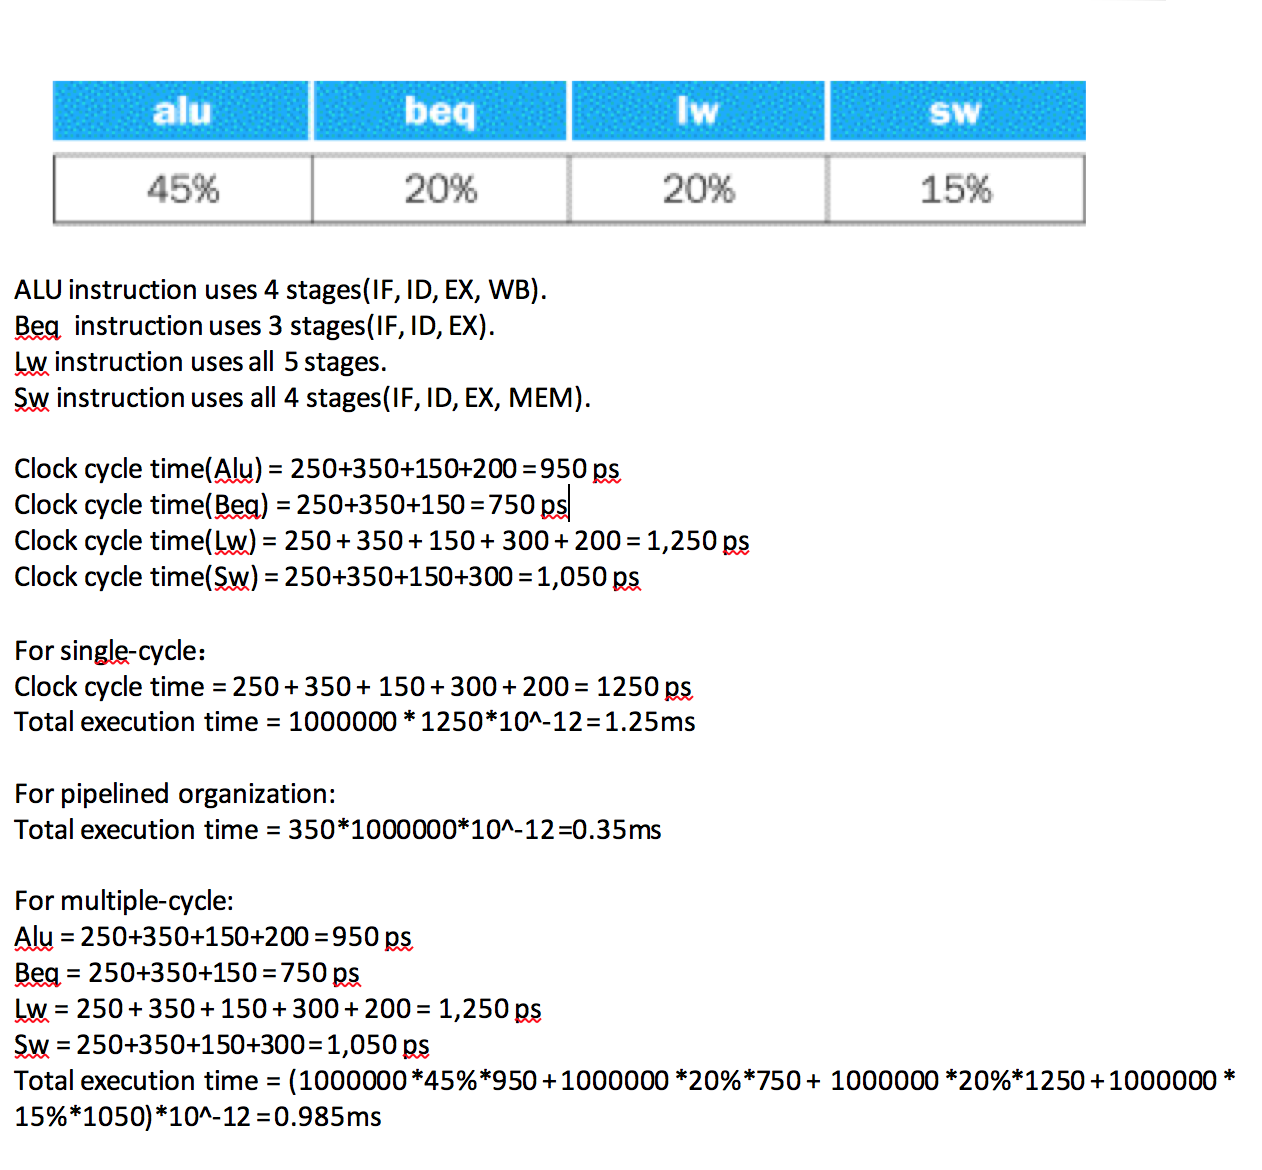 alu beq lw sw
45% 20% 20% 15%
ALU instruction uses 4 stages(IF, ID, EX, WB).
Beq instruction uses 3 stages(IF, ID, EX).
Lw instruction uses all 5 stages.
Sw instruction uses all 4 stages(IF, ID, EX, MEM).
Clock cycle time(Alu) = 250+350+150+200=950 ps
Clock cycle time(Beq) = 250+350+150=750 ps
Clock cycle time(Lw) = 250 + 350 + 150 + 300 + 200 = 1,250 ps
Clock cycle time(Sw) = 250+350+150+300=1,050 ps
For single-cycle：
Clock cycle time = 250 + 350 + 150 + 300 + 200 = 1250 ps
Total execution time = 1000000 * 1250*10^-12=1.25ms
For pipelined organization:
Total execution time = 350*1000000*10^-12=0.35ms
For multiple-cycle:
Alu = 250+350+150+200=950 ps
Beq = 250+350+150=750 ps
Lw = 250 + 350 + 150 + 300 + 200 = 1,250 ps
Sw = 250+350+150+300=1,050 ps
Total execution time = (1000000*45%*950+1000000 *20%*750+ 1000000 *20%*1250+1000000 *
15%*1050)*10^-12=0.985ms